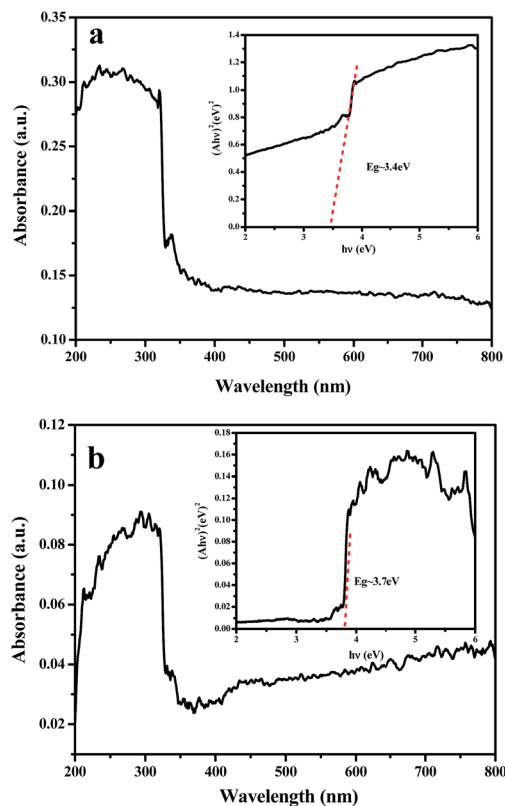 a
0.35
0.30
0.25
0.20
0.15
0.10
Absorbance (a.u.)
200 300 400 500 600 700 800
Wavelength (nm)
1.4
1.2
1.0
0.8
0.6
0.4
0.2
0.0
(Ahν)²(eV)²
Eg~3.4eV
2 3 4 5 6
hν (eV)
b
0.12
0.10
0.08
0.06
0.04
0.02
Absorbance (a.u.)
200 300 400 500 600 700 800
Wavelength (nm)
0.18
0.16
0.14
0.12
0.10
0.08
0.06
0.04
0.02
0.00
(Ahν)²(eV)²
Eg~3.7eV
2 3 4 5 6
hν (eV)